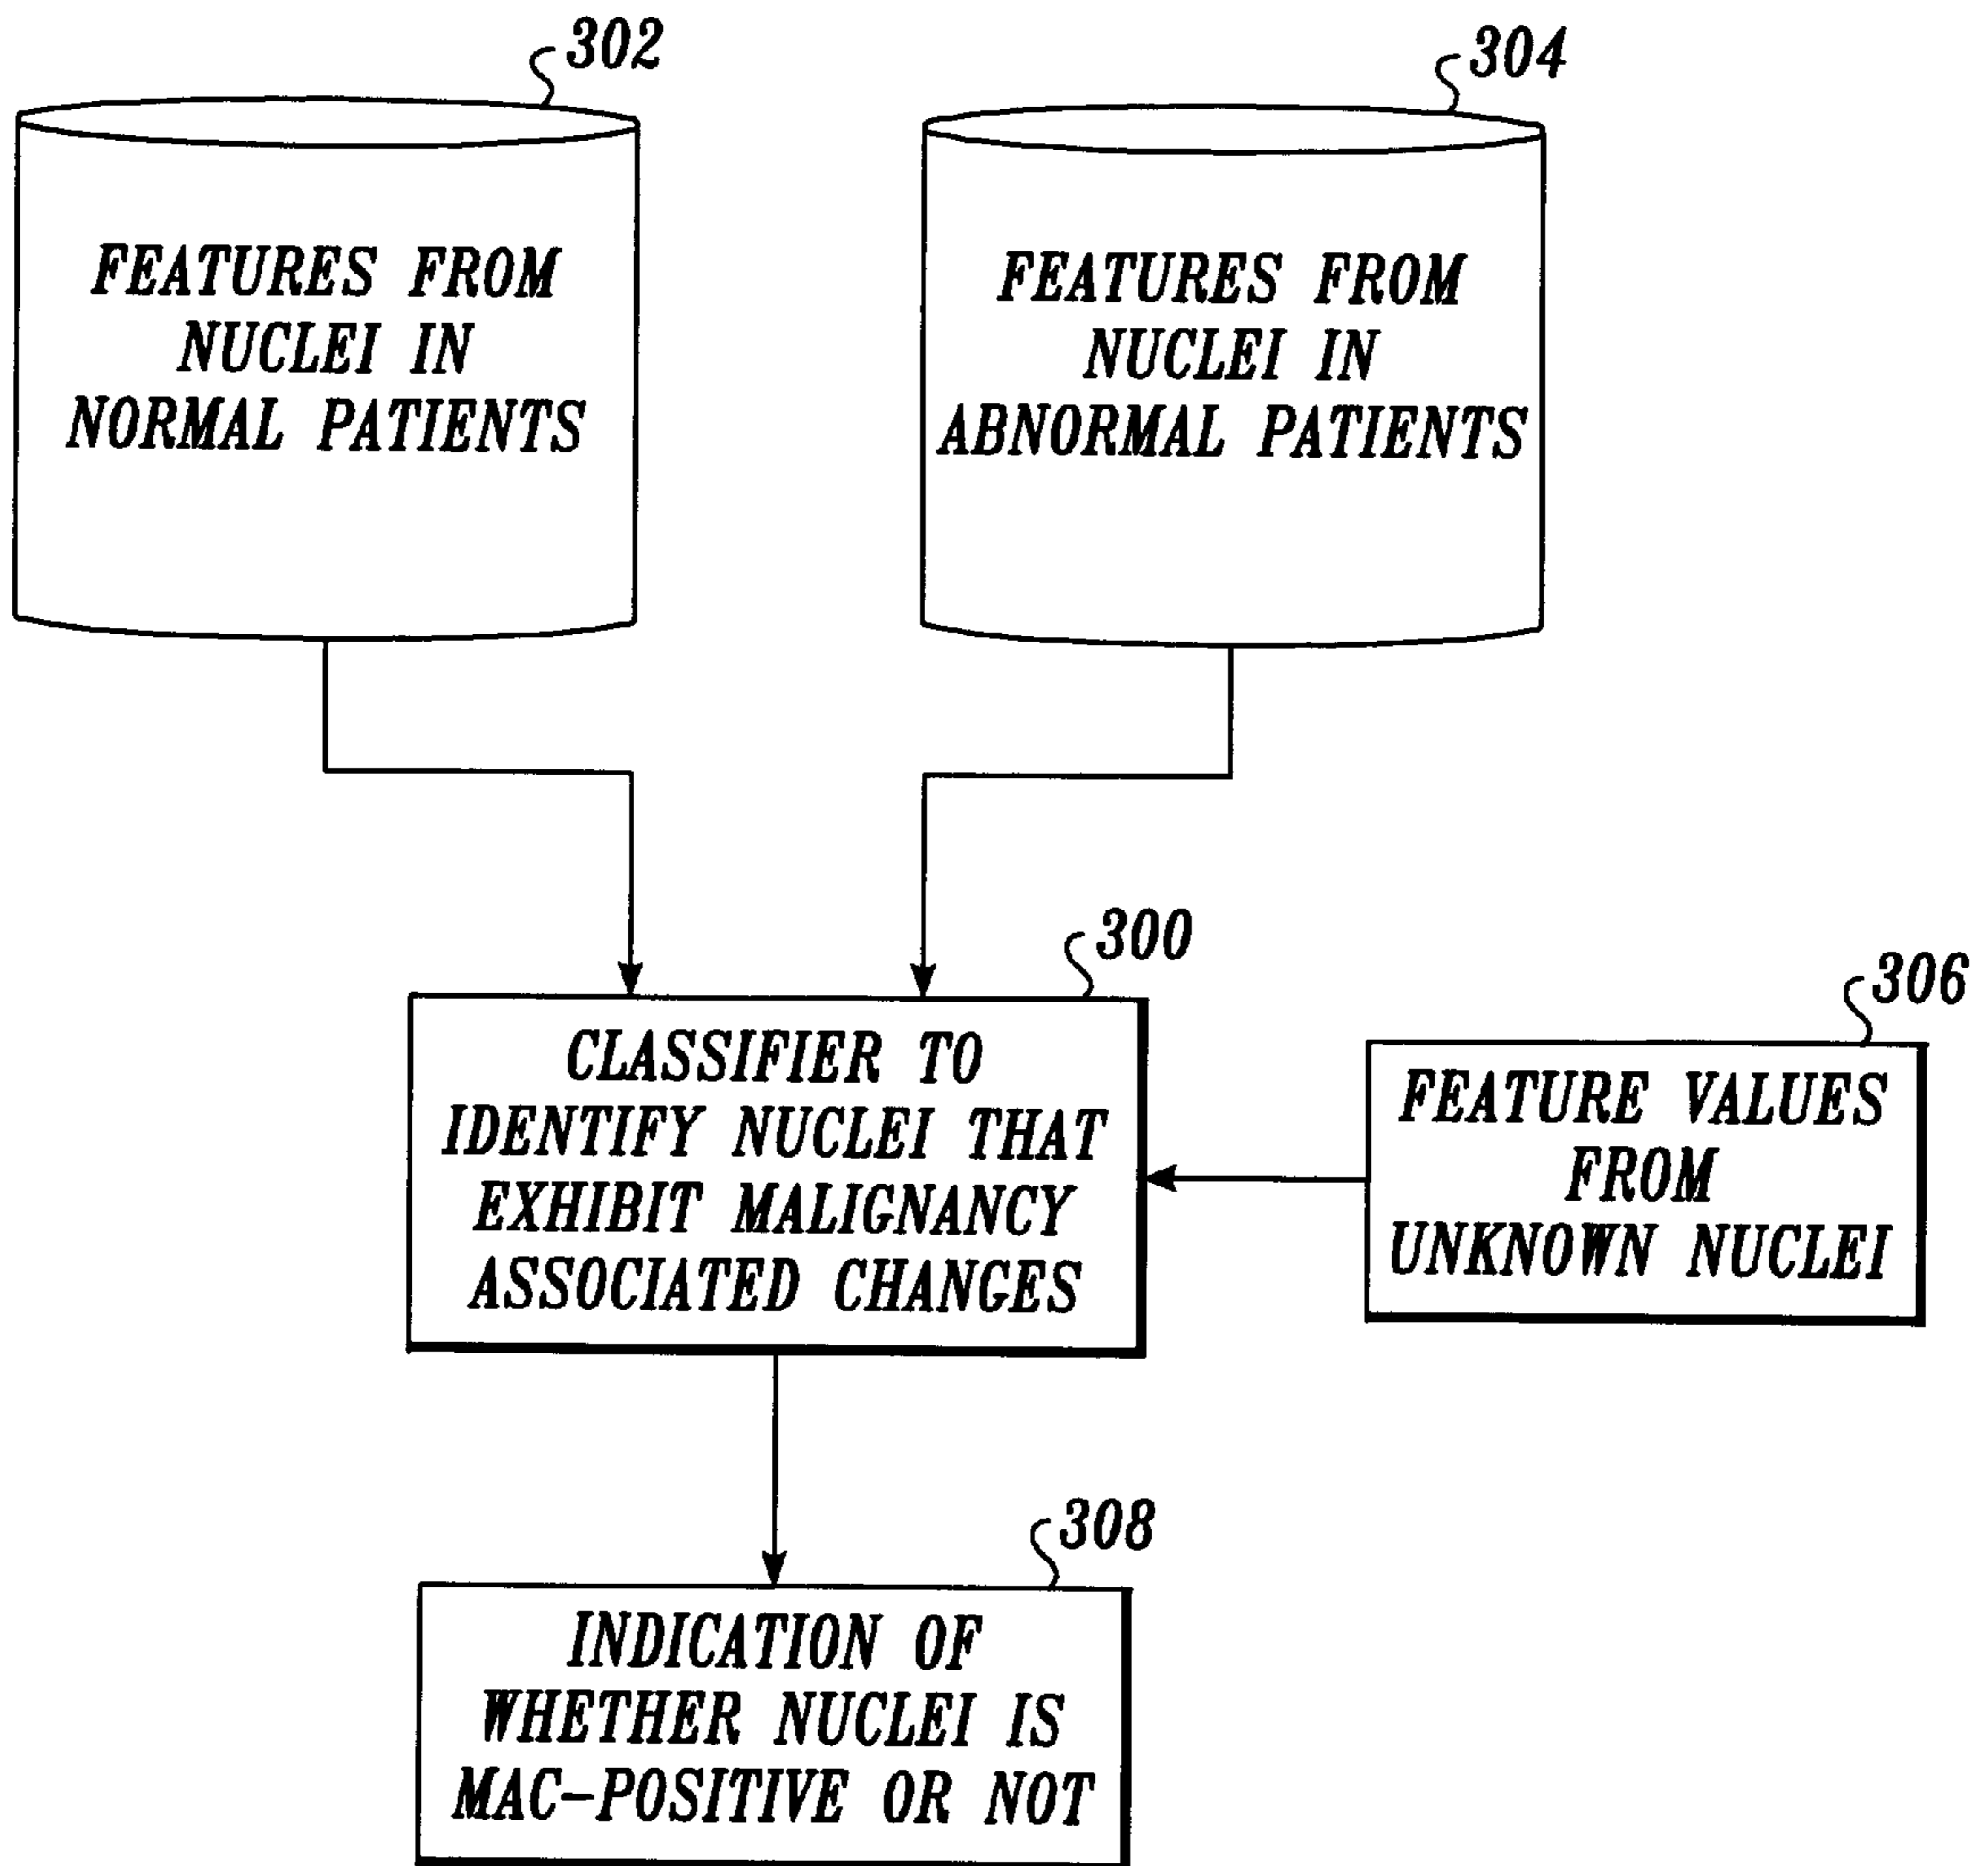 302
304
FEATURES FROM
NUCLEI IN
NORMAL PATIENTS
FEATURES FROM
NUCLEI IN
ABNORMAL PATIENTS
300
306
CLASSIFIER TO
IDENTIFY NUCLEI THAT
EXHIBIT MALIGNANCY
ASSOCIATED CHANGES
FEATURE VALUES
FROM
UNKNOWN NUCLEI
308
INDICATION OF
WHETHER NUCLEI IS
MAC-POSITIVE OR NOT